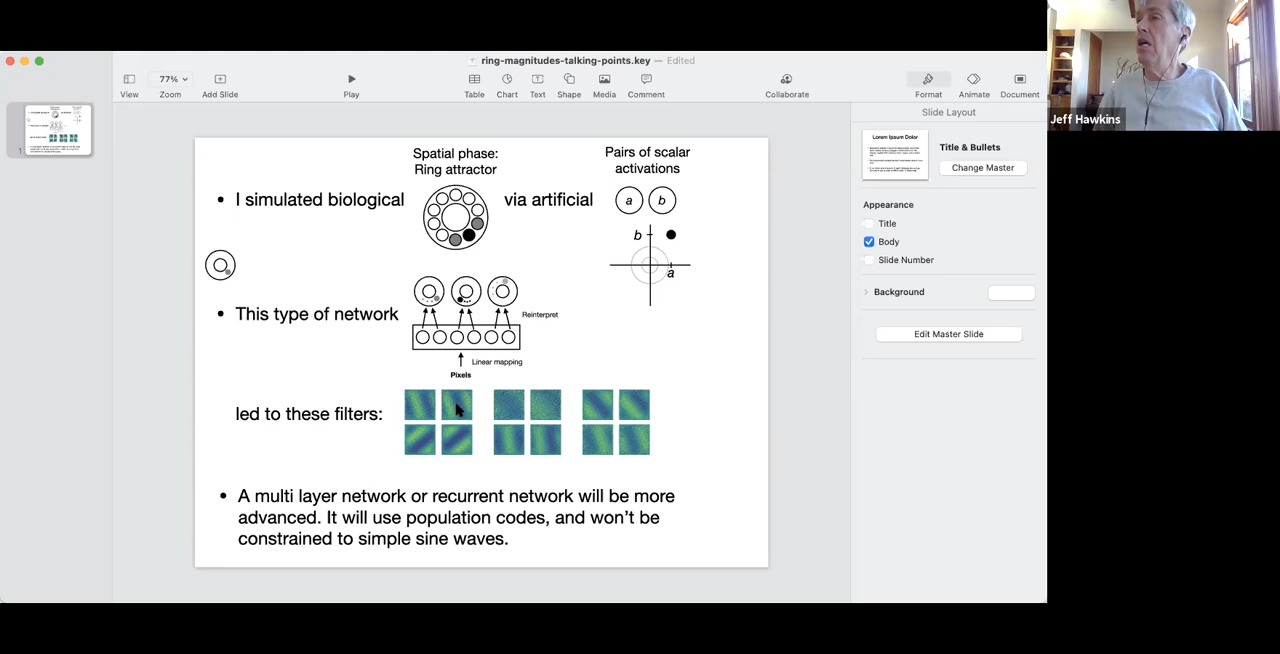 ring-magnitudes-talking-points.key — Edited
77%
View
Zoom
Add Slide
Play
Table
Chart
Text
Shape
Media
Comment
Collaborate
Format
Animate
Document
Jeff Hawkins
1
Spatial phase:
Ring attractor
Pairs of scalar
activations
• I simulated biological
via artificial
a
b
b
a
• This type of network
Reinterpret
Linear mapping
Pixels
led to these filters:
• A multi layer network or recurrent network will be more
advanced. It will use population codes, and won't be
constrained to simple sine waves.
Slide Layout
Lorem Ipsum Dolor
Title & Bullets
Change Master
Appearance
Title
Body
Slide Number
Background
Edit Master Slide